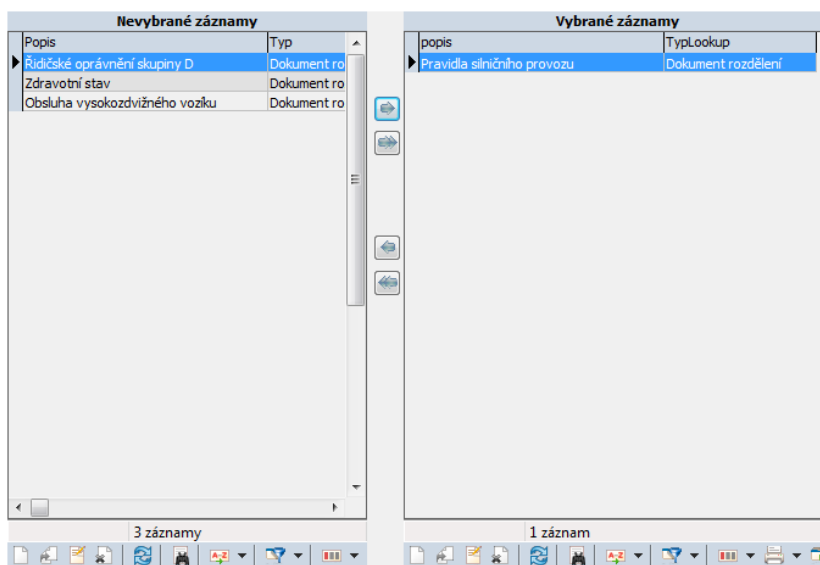 Nevybrané záznamy
Vybrané záznamy
Popis Typ
popis TypLookup
Řidičské oprávnění skupiny D Dokument ro
Pravidla silničního provozu Dokument rozdělení
Zdravotní stav Dokument ro
Obsluha vysokozdvižného vozíku Dokument ro
3 záznamy
1 záznam